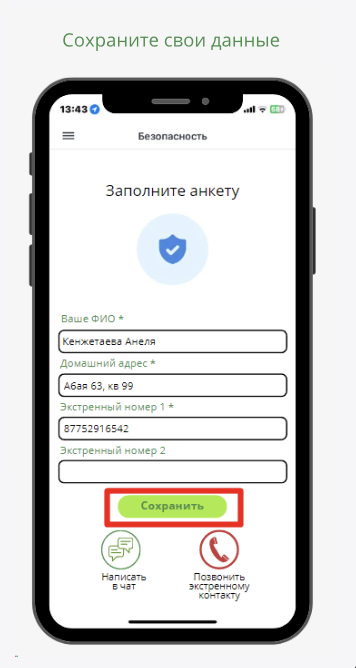 Сохраните свои данные
13:43
Безопасность
Заполните анкету
Ваше ФИО *
Кенжетаева Анеля
Домашний адрес *
Абая 63, кв 99
Экстренный номер 1 *
87752916542
Экстренный номер 2
Сохранить
Написать
в чат
Позвонить
экстренному
контакту
-